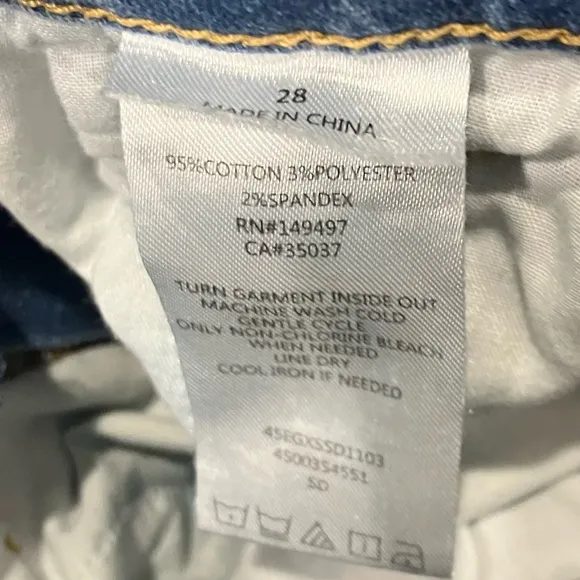 28
MADE IN CHINA
95%COTTON 3%POLYESTER
2%SPANDEX
RN#149497
CA#35037
TURN GARMENT INSIDE OUT
MACHINE WASH COLD
GENTLE CYCLE
ONLY NON-CHLORINE BLEACH
WHEN NEEDED
LINE DRY
COOL IRON IF NEEDED
45EGXSSD1103
4S003S4551
SD